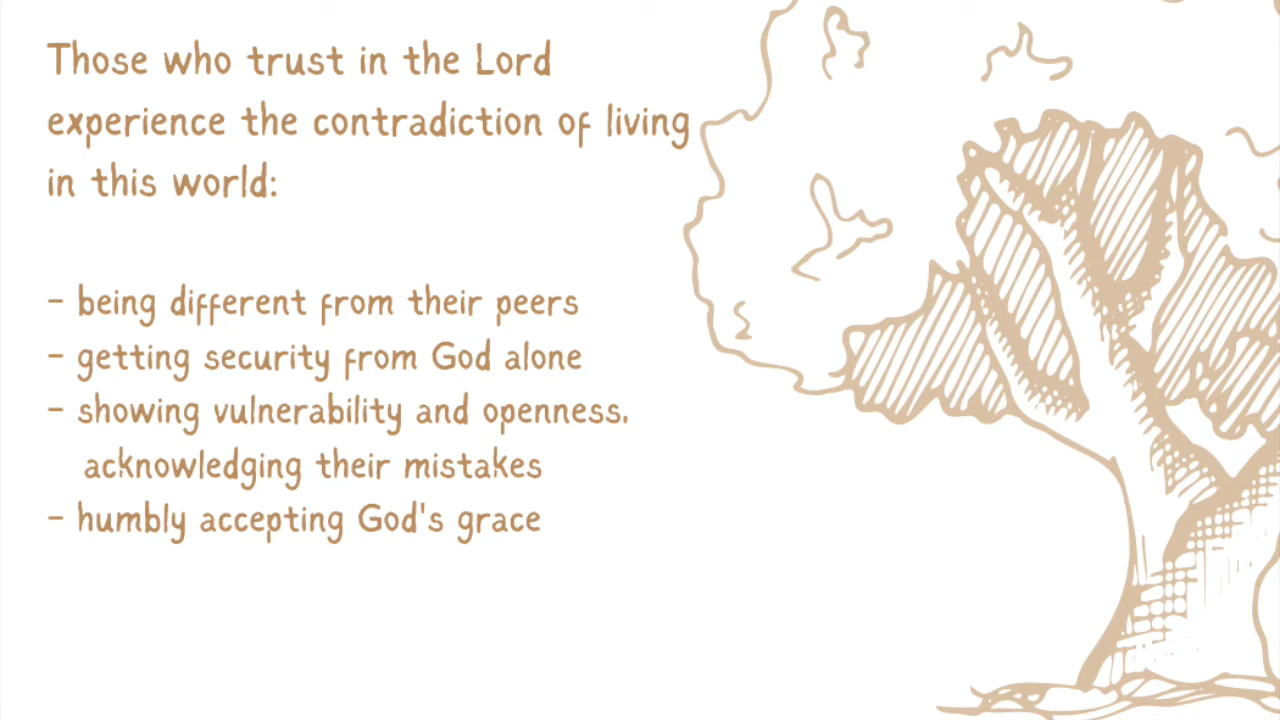 Those who trust in the Lord
experience the contradiction of living
in this world:
- being different from their peers
- getting security from God alone
- showing vulnerability and openness,
acknowledging their mistakes
- humbly accepting God's grace